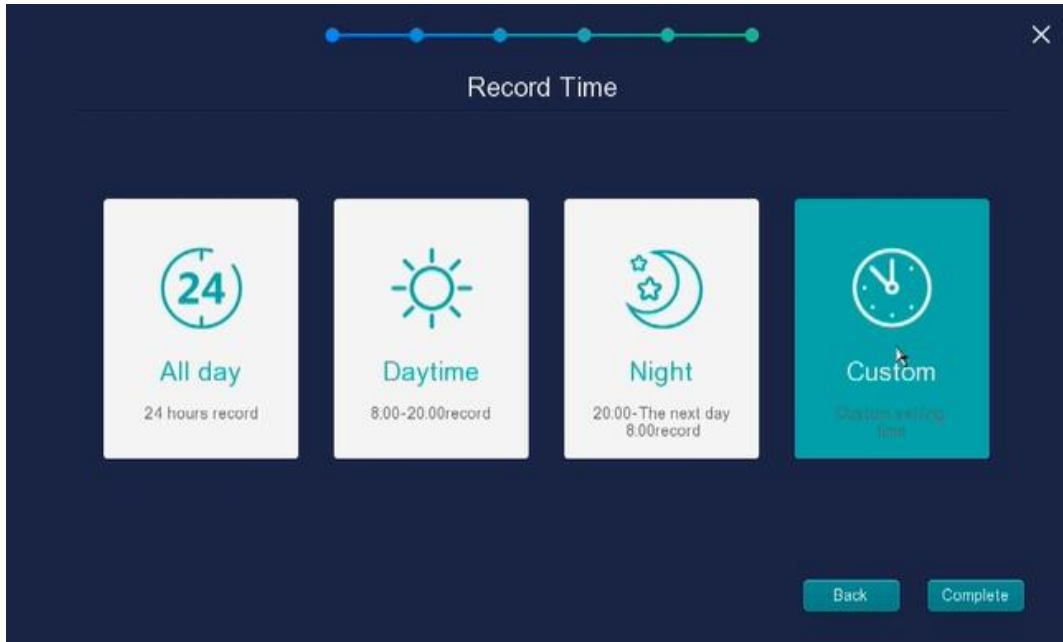 Record Time
24
All day
24 hours record
Daytime
8.00-20.00record
Night
20.00-The next day
8.00record
Custom
time
Back
Complete